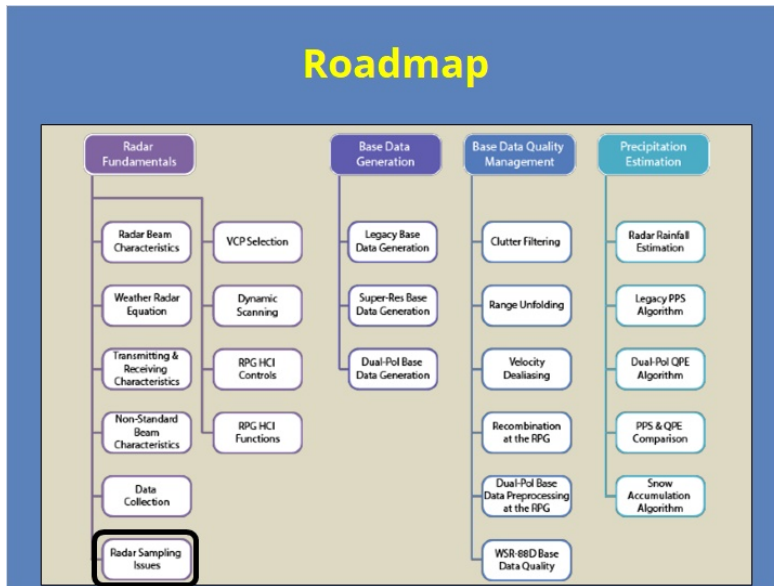 Roadmap
Radar
Fundamentals
Radar Beam
Characteristics
Weather Radar
Equation
Transmitting &
Receiving
Characteristics
Non-Standard
Beam
Characteristics
Data
Collection
Radar Sampling
Issues
VCP Selection
Dynamic
Scanning
RPG HCI
Controls
RPG HCI
Functions
Base Data
Generation
Legacy Base
Data Generation
Super-Res Base
Data Generation
Dual-Pol Base
Data Generation
Base Data Quality
Management
Clutter Filtering
Range Unfolding
Velocity
Dealiasing
Recombination
at the RPG
Dual-Pol Base
Data Preprocessing
at the RPG
WSR-88D Base
Data Quality
Precipitation
Estimation
Radar Rainfall
Estimation
Legacy PPS
Algorithm
Dual-Pol QPE
Algorithm
PPS & QPE
Comparison
Snow
Accumulation
Algorithm